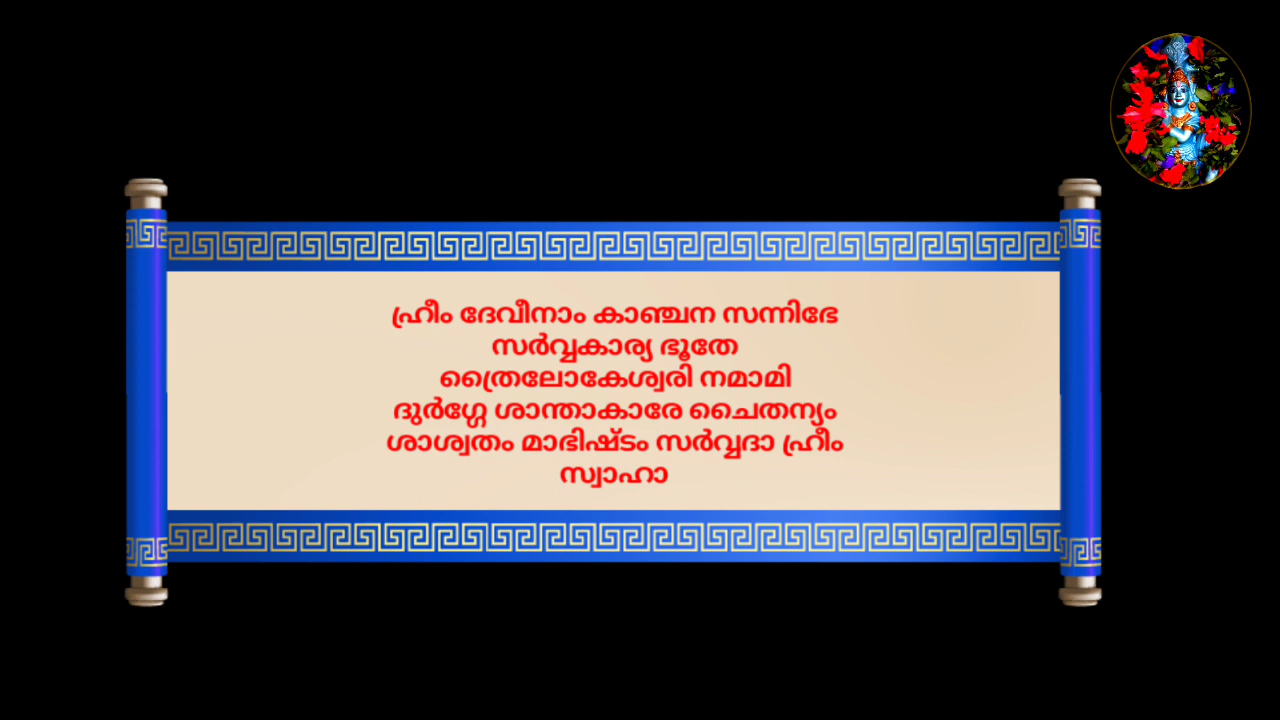 ഹ്രീം ദേവീനാം കാഞ്ചന സന്നിഭേ
സർവ്വകാര്യ ഭൂതേ
ത്രൈലോകേശ്വരി നമാമി
ദുർഗ്ഗേ ശാന്താകാരേ ചൈതന്യം
ശാശ്വതം മാഭിഷ്ടം സർവ്വദാ ഹ്രീം
സ്വാഹാ